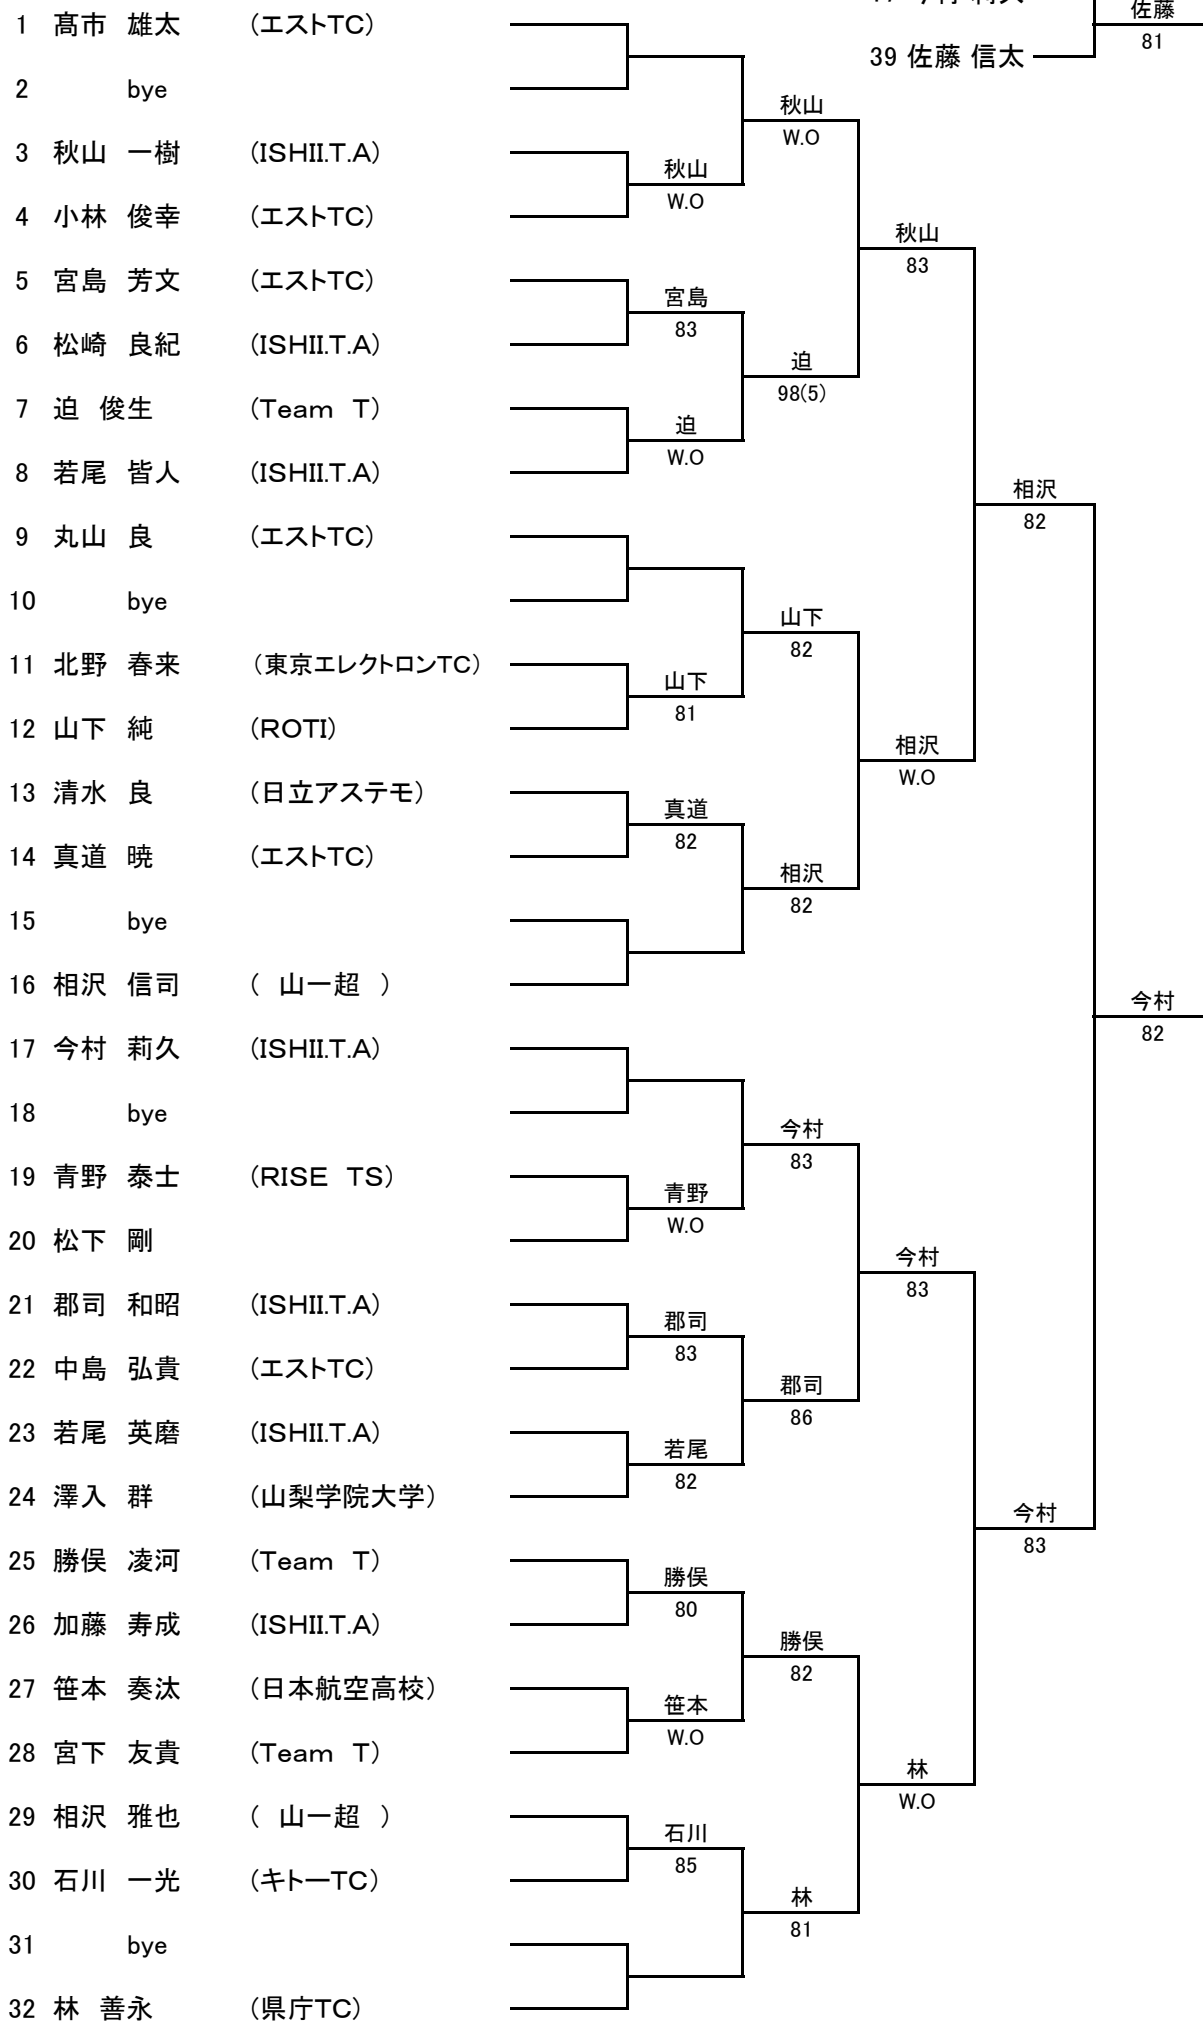 佐藤
1 髙市 雄太 (エストTC)
81
39 佐藤 信太
2 bye
秋山
W.O
3 秋山 一樹 (ISHII.T.A)
秋山
W.O
4 小林 俊幸 (エストTC)
秋山
83
5 宮島 芳文 (エストTC)
宮島
83
6 松崎 良紀 (ISHII.T.A)
迫
98(5)
7 迫 俊生 (Team T)
迫
W.O
8 若尾 皆人 (ISHII.T.A)
相沢
82
9 丸山 良 (エストTC)
10 bye
山下
82
11 北野 春来 (東京エレクトロンTC)
山下
81
12 山下 純 (ROTI)
相沢
W.O
13 清水 良 (日立アステモ)
真道
82
14 真道 暁 (エストTC)
相沢
82
15 bye
16 相沢 信司 ( 山一超 )
今村
82
17 今村 莉久 (ISHII.T.A)
18 bye
今村
83
19 青野 泰士 (RISE TS)
青野
W.O
20 松下 剛
今村
83
21 郡司 和昭 (ISHII.T.A)
郡司
83
22 中島 弘貴 (エストTC)
郡司
86
23 若尾 英磨 (ISHII.T.A)
若尾
82
24 澤入 群 (山梨学院大学)
今村
83
25 勝俣 凌河 (Team T)
勝俣
80
26 加藤 寿成 (ISHII.T.A)
勝俣
82
27 笹本 奏汰 (日本航空高校)
笹本
W.O
28 宮下 友貴 (Team T)
林
W.O
29 相沢 雅也 ( 山一超 )
石川
85
30 石川 一光 (キトーTC)
林
81
31 bye
32 林 善永 (県庁TC)